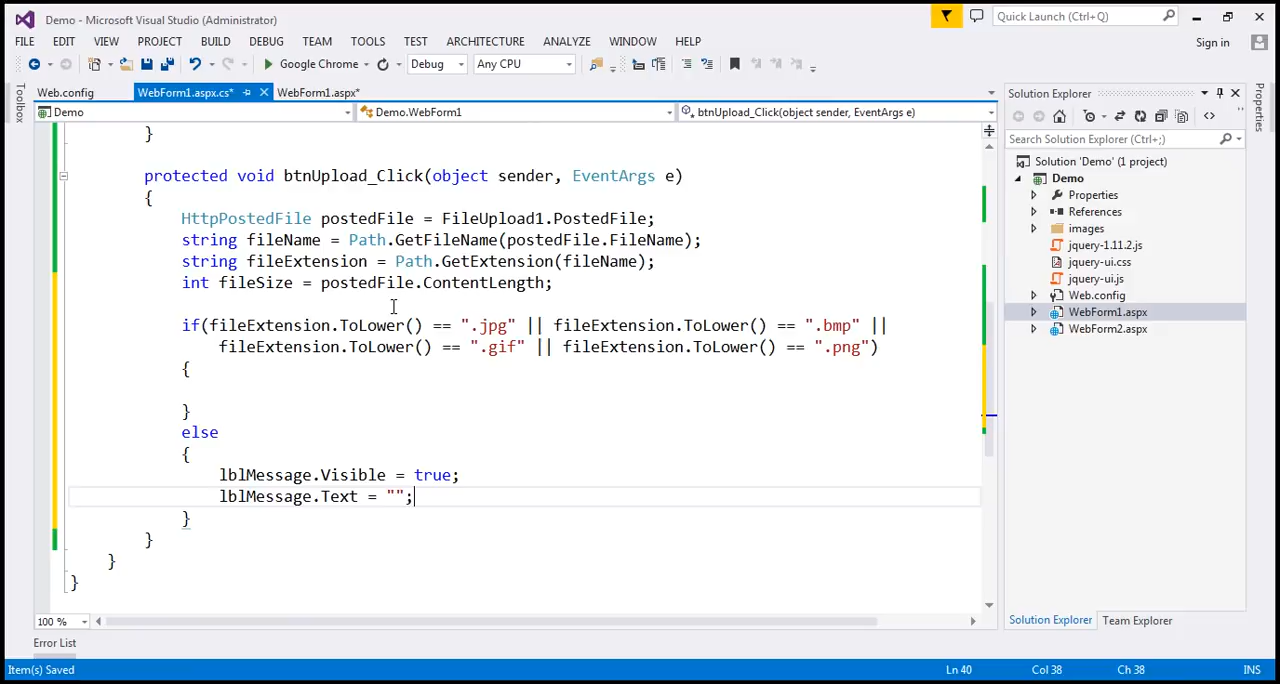 Demo - Microsoft Visual Studio (Administrator)
Quick Launch (Ctrl+Q)
FILE EDIT VIEW PROJECT BUILD DEBUG TEAM TOOLS TEST ARCHITECTURE ANALYZE WINDOW HELP
Sign in
Google Chrome Debug Any CPU
Toolbox
Web.config WebForm1.aspx.cs* WebForm1.aspx*
Demo Demo.WebForm1 btnUpload_Click(object sender, EventArgs e)
}
protected void btnUpload_Click(object sender, EventArgs e)
{
HttpPostedFile postedFile = FileUpload1.PostedFile;
string fileName = Path.GetFileName(postedFile.FileName);
string fileExtension = Path.GetExtension(fileName);
int fileSize = postedFile.ContentLength;
if(fileExtension.ToLower() == ".jpg" || fileExtension.ToLower() == ".bmp" ||
fileExtension.ToLower() == ".gif" || fileExtension.ToLower() == ".png")
{
}
else
{
lblMessage.Visible = true;
lblMessage.Text = "";
}
}
}
}
100 %
Error List
Solution Explorer
Search Solution Explorer (Ctrl+;)
Solution 'Demo' (1 project)
Demo
Properties
References
images
jquery-1.11.2.js
jquery-ui.css
jquery-ui.js
Web.config
WebForm1.aspx
WebForm2.aspx
Solution Explorer Team Explorer
Properties
Item(s) Saved Ln 40 Col 38 Ch 38 INS